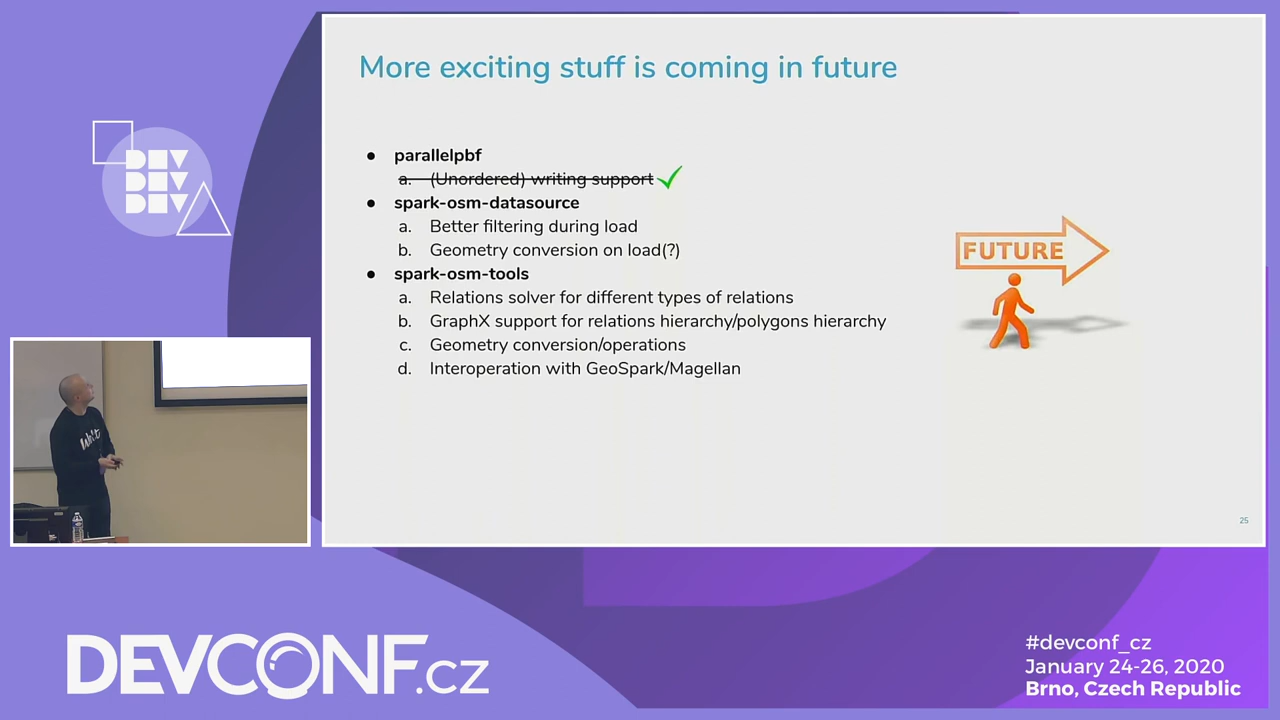 More exciting stuff is coming in future
● parallelpbf
a. (Unordered) writing support
● spark-osm-datasource
a. Better filtering during load
b. Geometry conversion on load(?)
● spark-osm-tools
a. Relations solver for different types of relations
b. GraphX support for relations hierarchy/polygons hierarchy
c. Geometry conversion/operations
d. Interoperation with GeoSpark/Magellan
FUTURE
25
DEV
DEV
DEV
DEVCONF.cz
#devconf_cz
January 24-26, 2020
Brno, Czech Republic